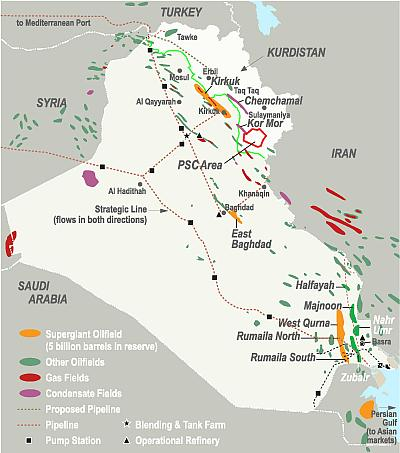 TURKEY
to Mediterranean Port
Tawke
KURDISTAN
Mosul
Erbil
Kirkuk
Taq Taq
Chemchamal
Al Qayyarah
Kirkuk
Sulaymaniya
Kor Mor
SYRIA
IRAN
PSC Area
Khanaqin
Al Hadithah
Baghdad
Strategic Line
(flows in both directions)
East
Baghdad
SAUDI
ARABIA
Halfayah
Majnoon
West Qurna
Nahr
Umr
Rumaila North
Basra
Rumaila South
Zubair
Supergiant Oilfield
(5 billion barrels in reserve)
Other Oilfields
Gas Fields
Condensate Fields
Proposed Pipeline
Pipeline
Blending & Tank Farm
Pump Station
Operational Refinery
Persian
Gulf
(to Asian
markets)